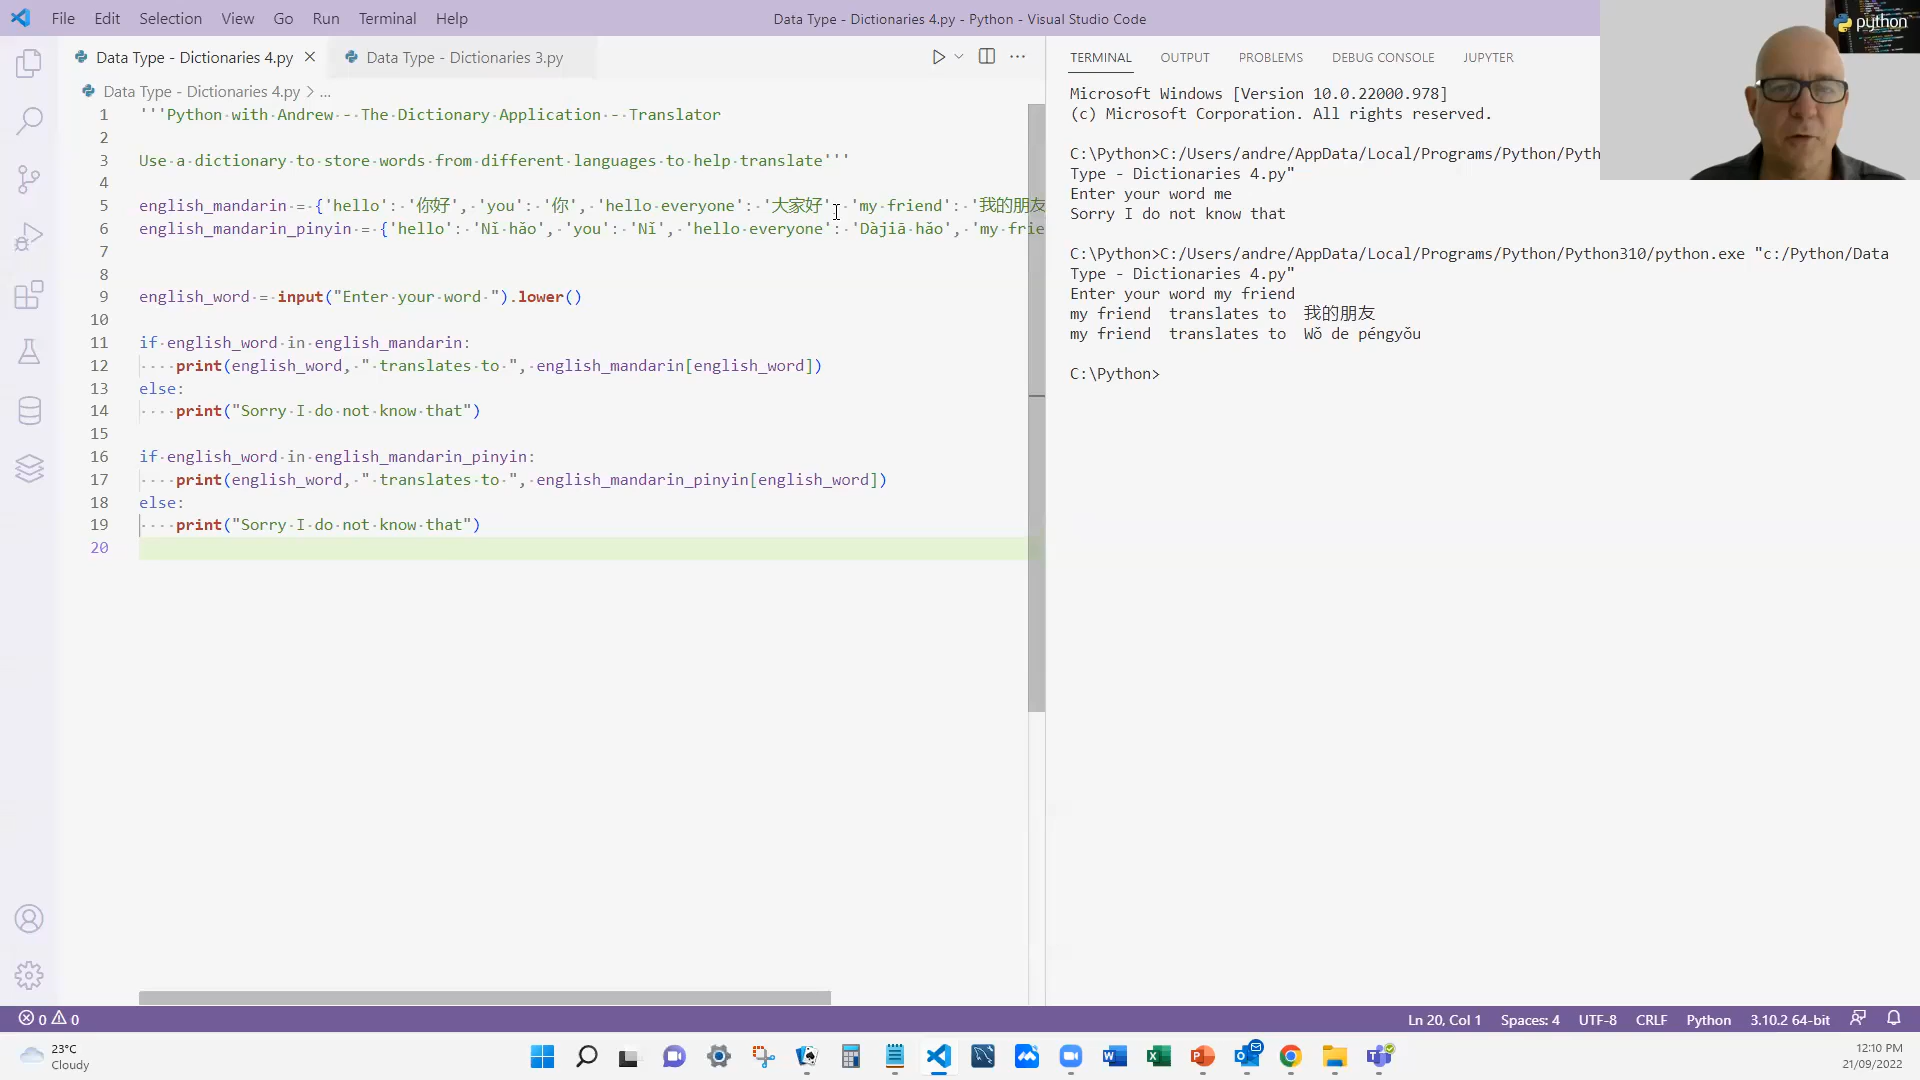 File Edit Selection View Go Run Terminal Help
Data Type - Dictionaries 4.py - Python - Visual Studio Code
python
Data Type - Dictionaries 4.py
Data Type - Dictionaries 3.py
Data Type - Dictionaries 4.py > ...
1 '''Python with Andrew - The Dictionary Application - Translator
2
3 Use a dictionary to store words from different languages to help translate'''
4
5 english_mandarin = {'hello': '你好', 'you': '你', 'hello everyone': '大家好', 'my friend': '我的朋友
6 english_mandarin_pinyin = {'hello': 'Nǐ hǎo', 'you': 'Nǐ', 'hello everyone': 'Dàjiā hǎo', 'my frie
7
8
9 english_word = input("Enter your word ").lower()
10
11 if english_word in english_mandarin:
12 print(english_word, " translates to ", english_mandarin[english_word])
13 else:
14 print("Sorry I do not know that")
15
16 if english_word in english_mandarin_pinyin:
17 print(english_word, " translates to ", english_mandarin_pinyin[english_word])
18 else:
19 print("Sorry I do not know that")
20
TERMINAL OUTPUT PROBLEMS DEBUG CONSOLE JUPYTER
Microsoft Windows [Version 10.0.22000.978]
(c) Microsoft Corporation. All rights reserved.
C:\Python>C:/Users/andre/AppData/Local/Programs/Python/Pyth
Type - Dictionaries 4.py"
Enter your word me
Sorry I do not know that
C:\Python>C:/Users/andre/AppData/Local/Programs/Python/Python310/python.exe "c:/Python/Data
Type - Dictionaries 4.py"
Enter your word my friend
my friend  translates to  我的朋友
my friend  translates to  Wǒ de péngyǒu
C:\Python>
0 0
Ln 20, Col 1 Spaces: 4 UTF-8 CRLF Python 3.10.2 64-bit
23°C
Cloudy
12:10 PM
21/09/2022